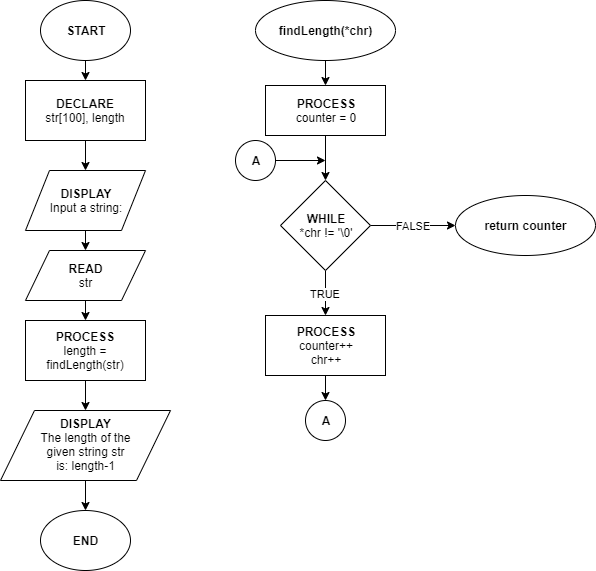 START
DECLARE
str[100], length
DISPLAY
Input a string:
READ
str
PROCESS
length =
findLength(str)
DISPLAY
The length of the
given string str
is: length-1
END
findLength(*chr)
PROCESS
counter = 0
A
WHILE
*chr != '\0'
FALSE
return counter
TRUE
PROCESS
counter++
chr++
A